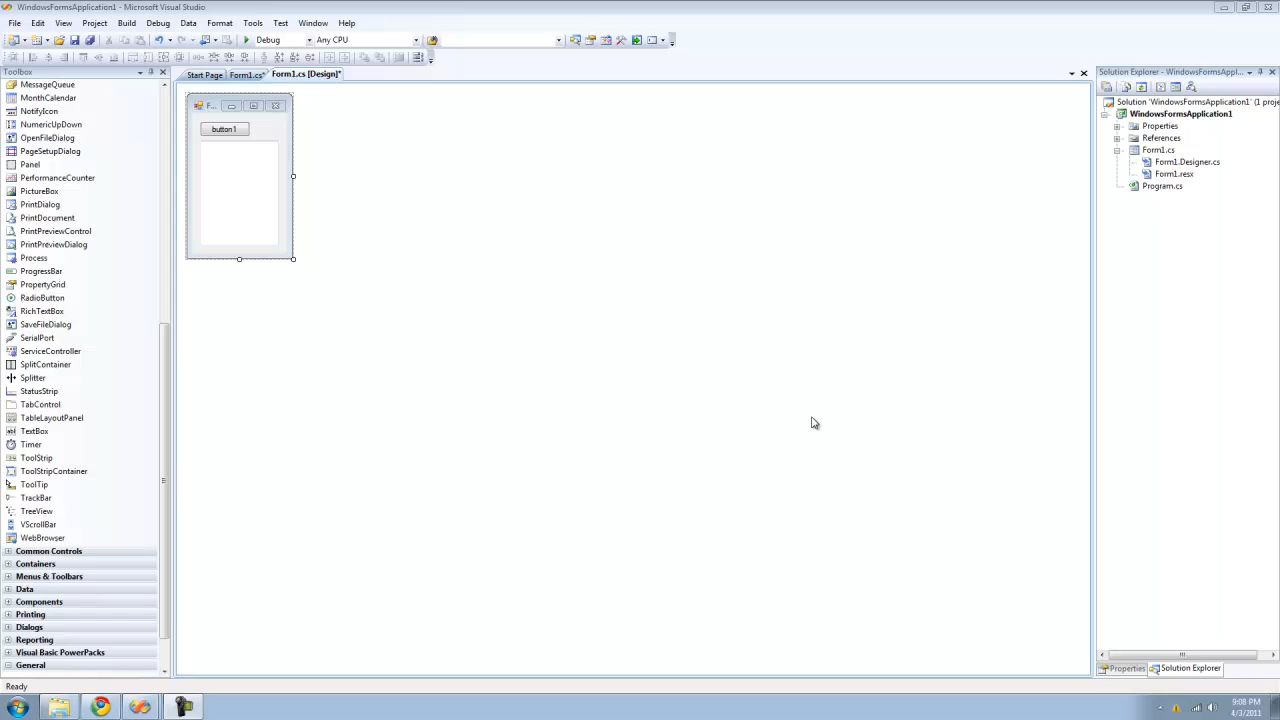 WindowsFormsApplication1 - Microsoft Visual Studio
File Edit View Project Build Debug Data Format Tools Test Window Help
Debug Any CPU
Toolbox
MessageQueue
MonthCalendar
NotifyIcon
NumericUpDown
OpenFileDialog
PageSetupDialog
Panel
PerformanceCounter
PictureBox
PrintDialog
PrintDocument
PrintPreviewControl
PrintPreviewDialog
Process
ProgressBar
PropertyGrid
RadioButton
RichTextBox
SaveFileDialog
SerialPort
ServiceController
SplitContainer
Splitter
StatusStrip
TabControl
TableLayoutPanel
TextBox
Timer
ToolStrip
ToolStripContainer
ToolTip
TrackBar
TreeView
VScrollBar
WebBrowser
Common Controls
Containers
Menus & Toolbars
Data
Components
Printing
Dialogs
Reporting
Visual Basic PowerPacks
General
Start Page Form1.cs* Form1.cs [Design]*
F...
button1
Solution Explorer - WindowsFormsAppl...
Solution 'WindowsFormsApplication1' (1 proje
WindowsFormsApplication1
Properties
References
Form1.cs
Form1.Designer.cs
Form1.resx
Program.cs
Properties Solution Explorer
Ready
9:08 PM
4/3/2011